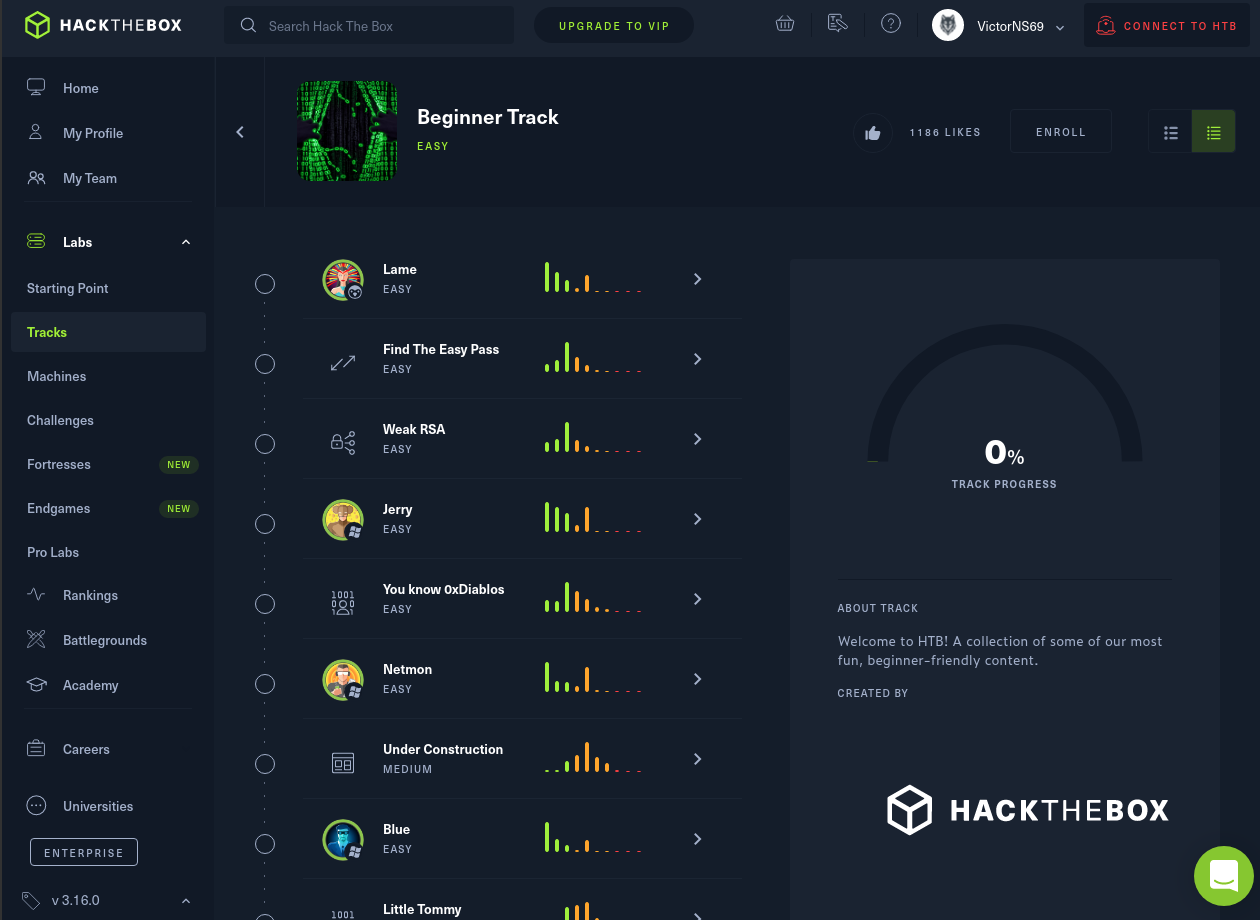 HACKTHEBOX
Search Hack The Box
UPGRADE TO VIP
VictorNS69
CONNECT TO HTB
Home
My Profile
My Team
Labs
Starting Point
Tracks
Machines
Challenges
Fortresses NEW
Endgames NEW
Pro Labs
Rankings
Battlegrounds
Academy
Careers
Universities
ENTERPRISE
v 3.16.0
Beginner Track
EASY
1186 LIKES
ENROLL
Lame
EASY
Find The Easy Pass
EASY
Weak RSA
EASY
Jerry
EASY
1001
You know 0xDiablos
EASY
Netmon
EASY
Under Construction
MEDIUM
Blue
EASY
1001
Little Tommy
0%
TRACK PROGRESS
ABOUT TRACK
Welcome to HTB! A collection of some of our most
fun, beginner-friendly content.
CREATED BY
HACKTHEBOX